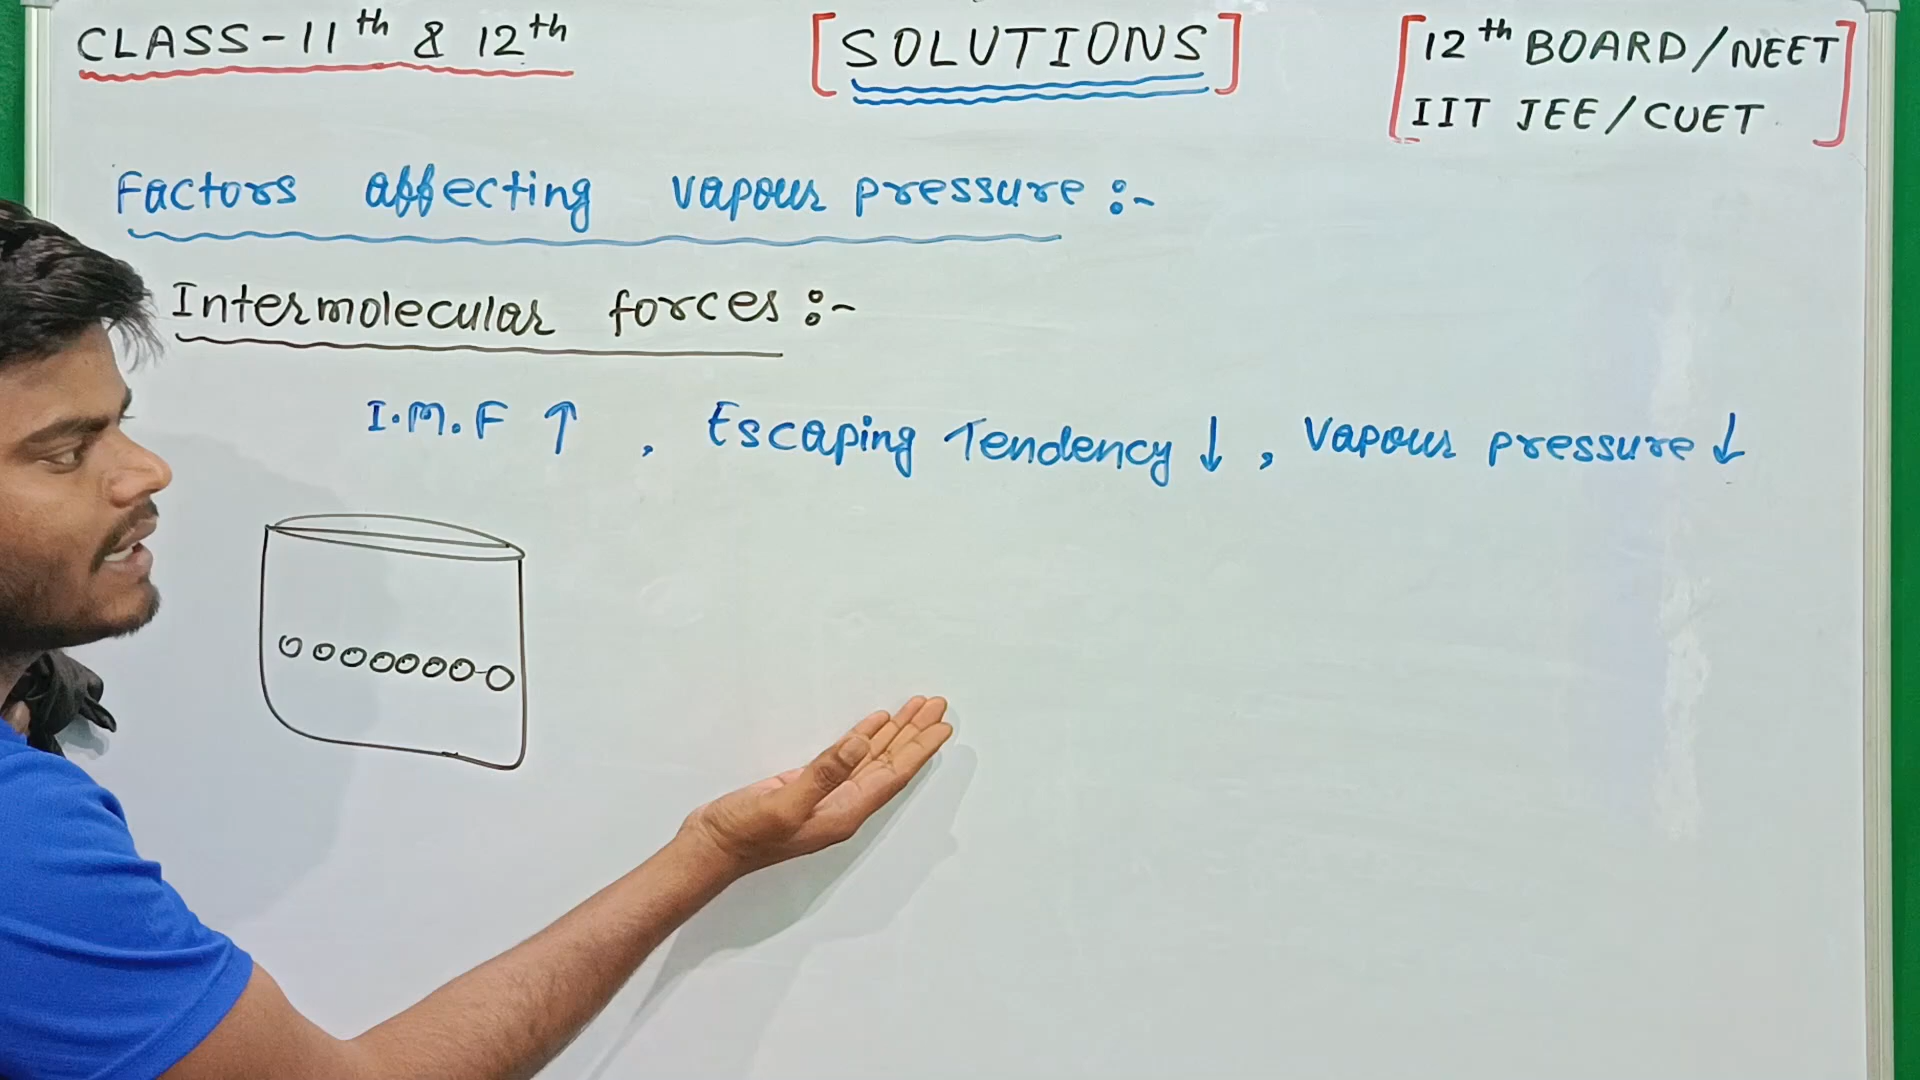 CLASS-11th & 12th
[SOLUTIONS]
[12th BOARD/NEET
IIT JEE/CUET]
Factors affecting vapour pressure :-
Intermolecular forces :-
I.M.F ↑ , Escaping Tendency ↓ , Vapour pressure ↓